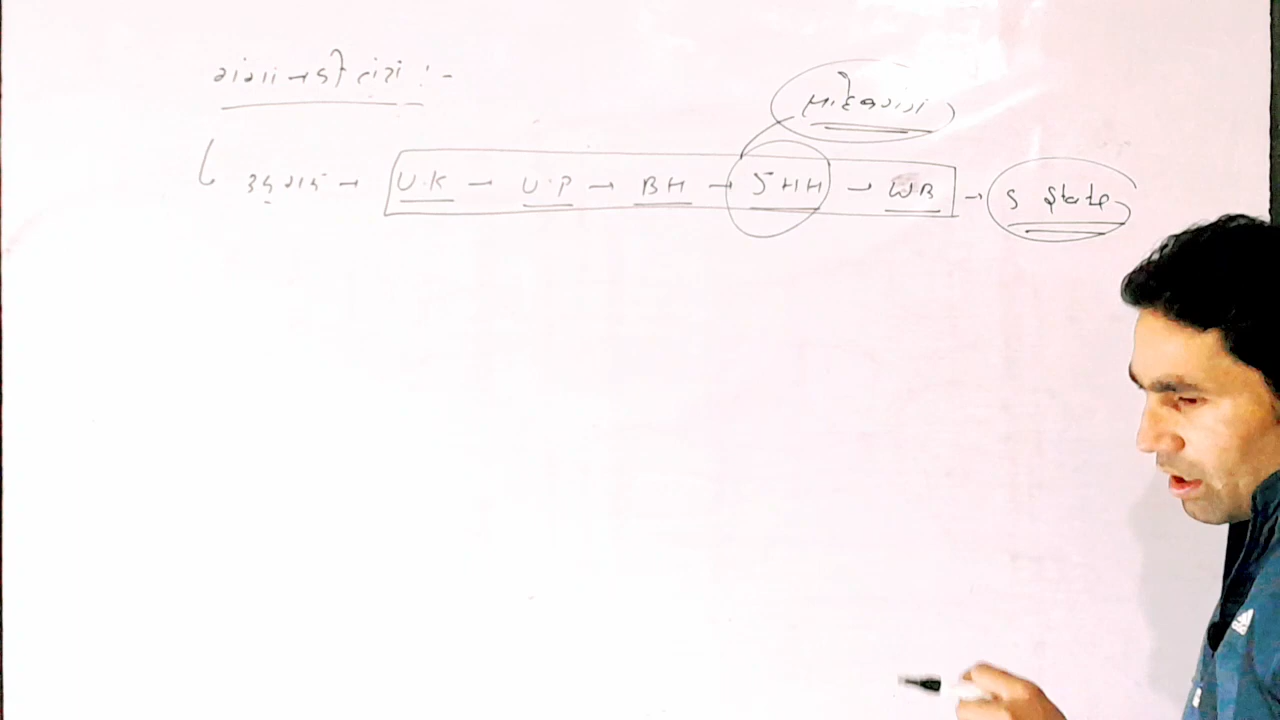 गंगा नदी तंत्र :-
साहेबगंज
उद्गम → U.K → U.P → BH → JHH → WB → 5 State